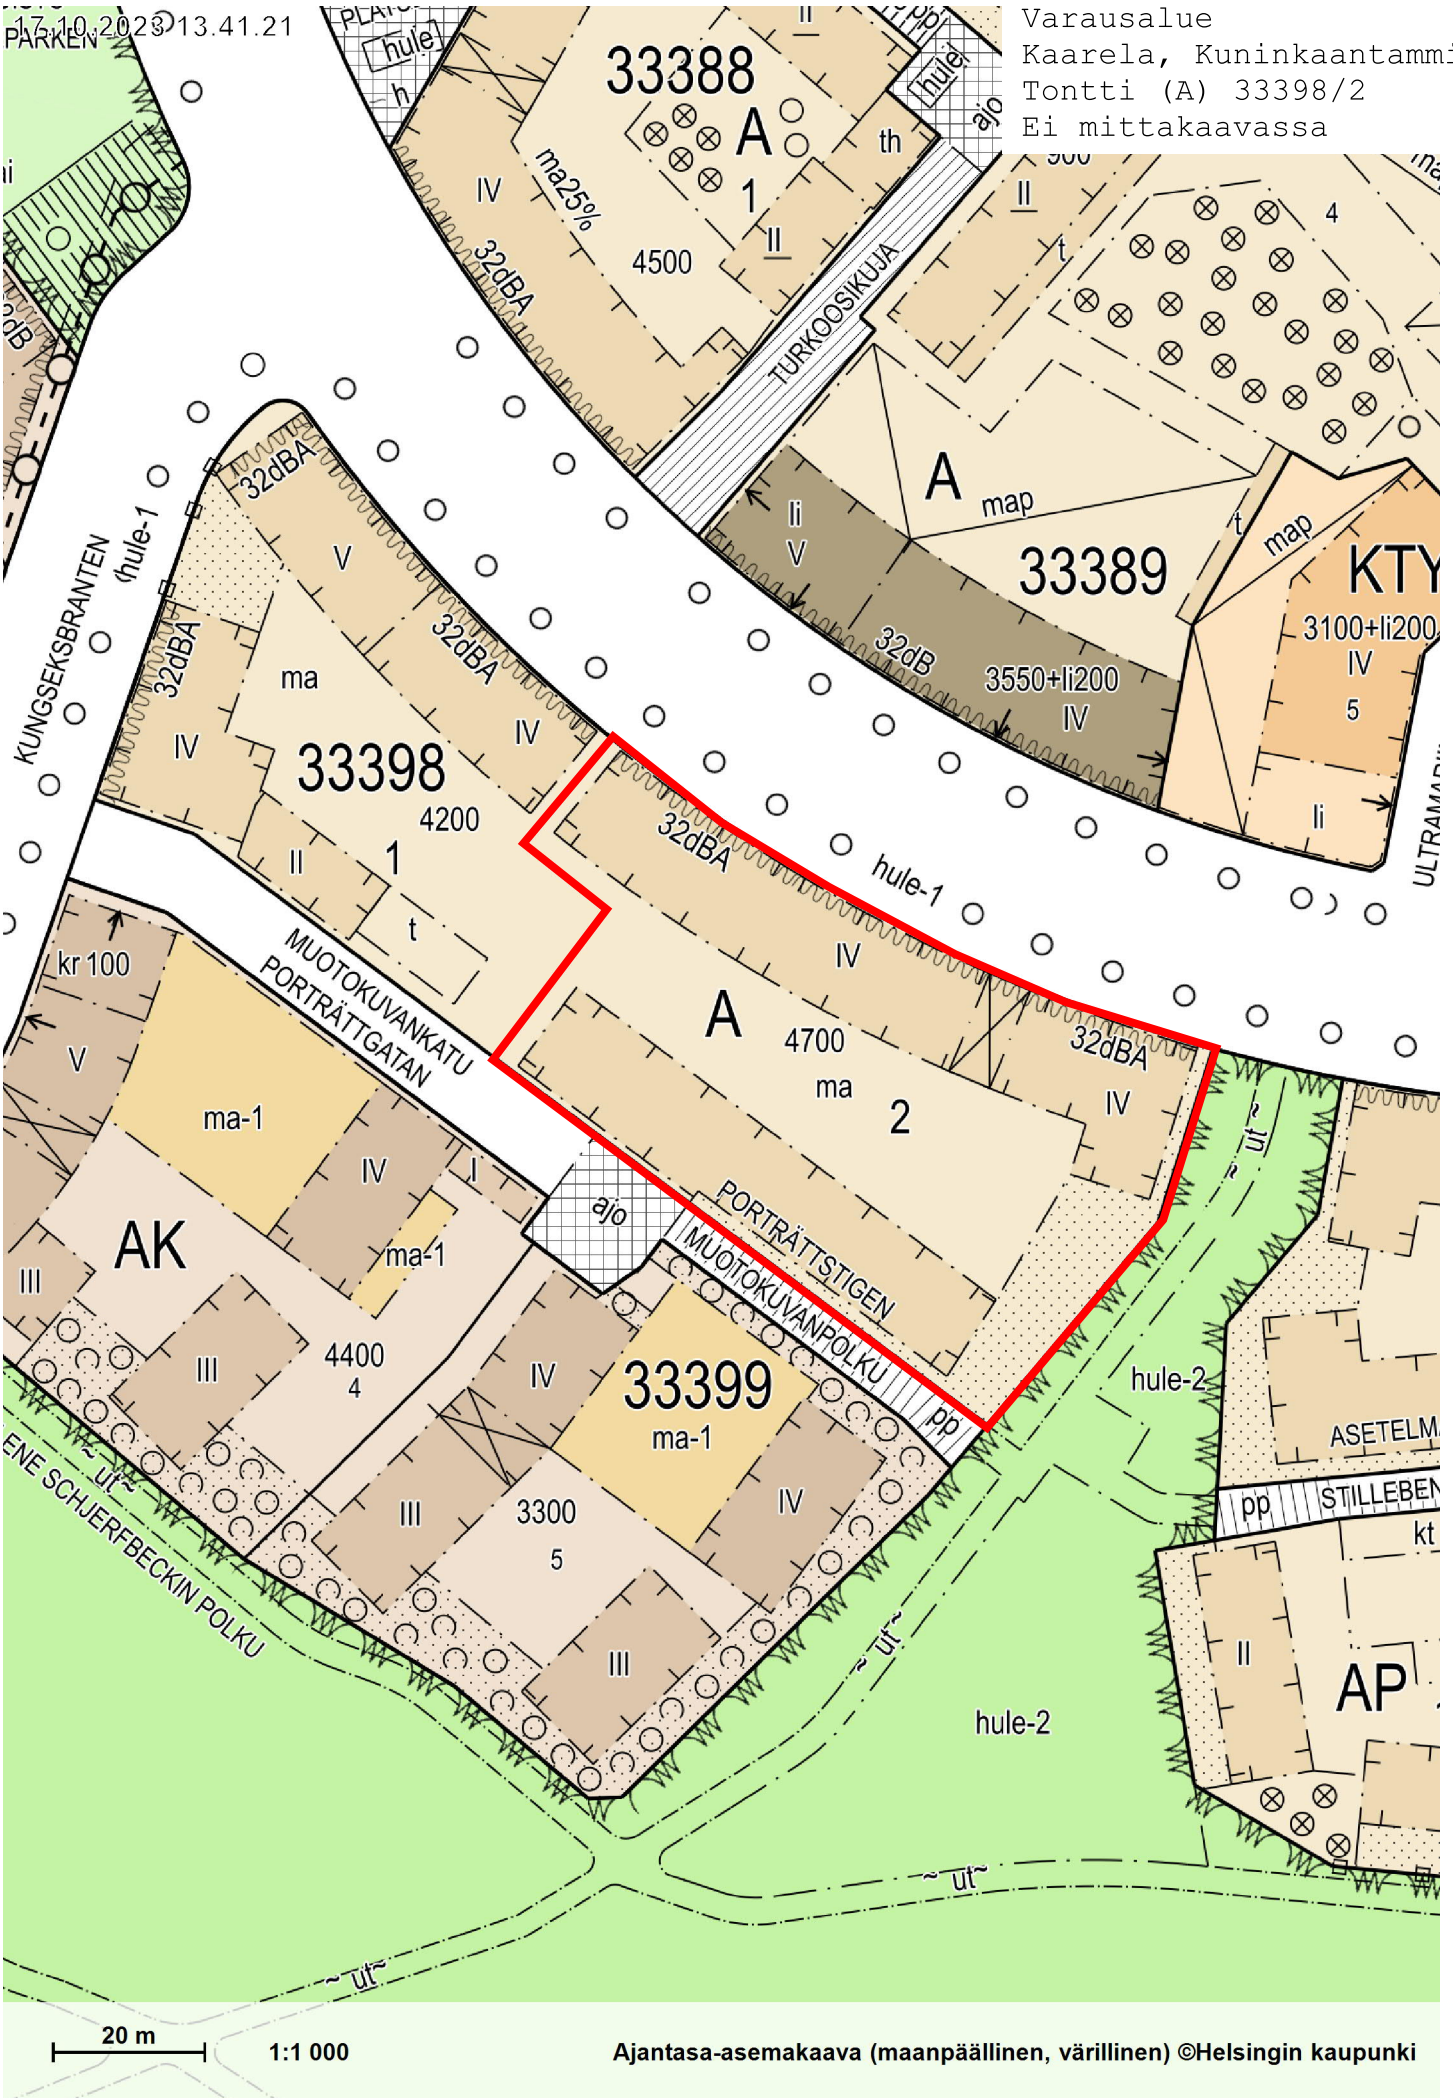 17.10.2023 13.41.21
PARKEN
hule
h
33388
A
1
II
II
th
IV
ma25%
32dBA
4500
pp
hule
ajo
Varausalue
Kaarela, Kuninkaantammi
Tontti (A) 33398/2
Ei mittakaavassa
900
II
t
4
TURKOOSIKUJA
A
map
33389
li
V
32dB
3550+li200
IV
t
map
KTY
3100+li200
IV
5
li
KUNGSEKSBRANTEN
(hule-1
32dBA
V
32dBA
32dBA
IV
ma
IV
33398
4200
1
II
t
32dBA
IV
hule-1
)
A
4700
ma
2
32dBA
IV
MUOTOKUVANKATU
PORTRÄTTGATAN
kr 100
V
ma-1
IV
I
ma-1
AK
III
III
4400
4
ajo
PORTRÄTTSTIGEN
MUOTOKUVANPOLKU
pp
IV
33399
ma-1
IV
III
3300
5
III
~ ut ~
hule-2
ASETELM
pp
STILLEBEN
kt
II
AP
~ ut ~
~ ut ~
ENE SCHJERFBECKIN POLKU
hule-2
~ ut ~
~ ut ~
20 m
1:1 000
Ajantasa-asemakaava (maanpäällinen, värillinen) ©Helsingin kaupunki